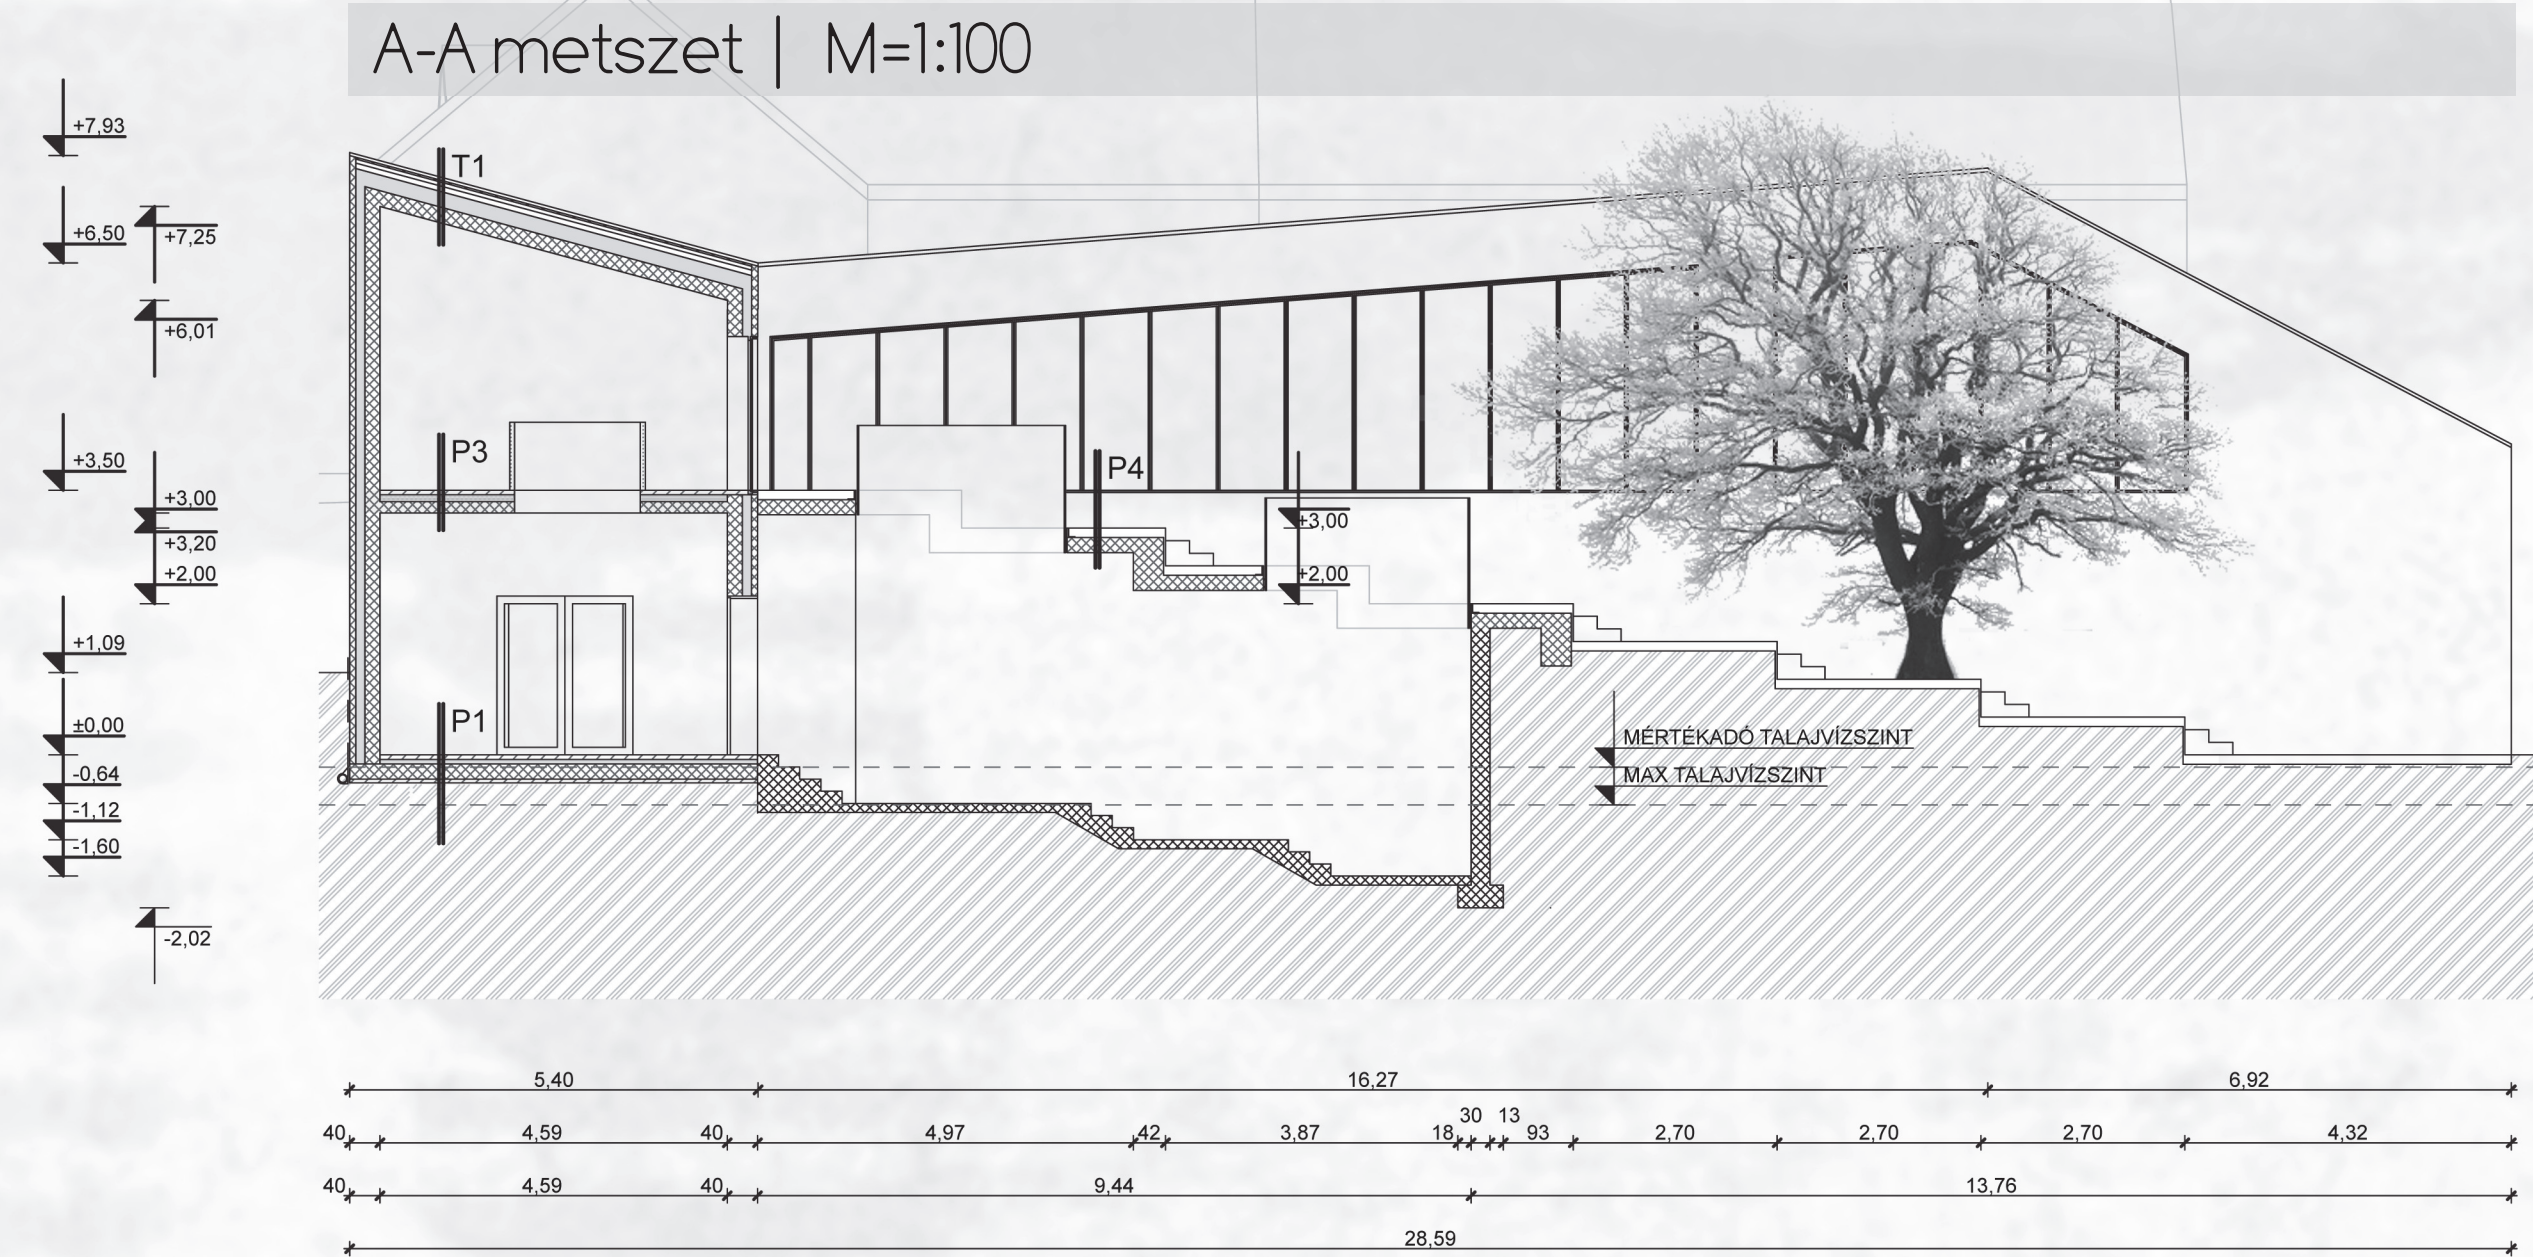 A-A metszet | M=1:100
+7,93
T1
+6,50
+7,25
+6,01
P3
P4
+3,50
+3,00
+3,20
+2,00
+3,00
+2,00
+1,09
P1
±0,00
MÉRTÉKADÓ TALAJVÍZSZINT
-0,64
MAX TALAJVÍZSZINT
-1,12
-1,60
-2,02
5,40 16,27 6,92
30 13
40 4,59 40 4,97 42 3,87 18 93 2,70 2,70 2,70 4,32
40 4,59 40 9,44 13,76
28,59